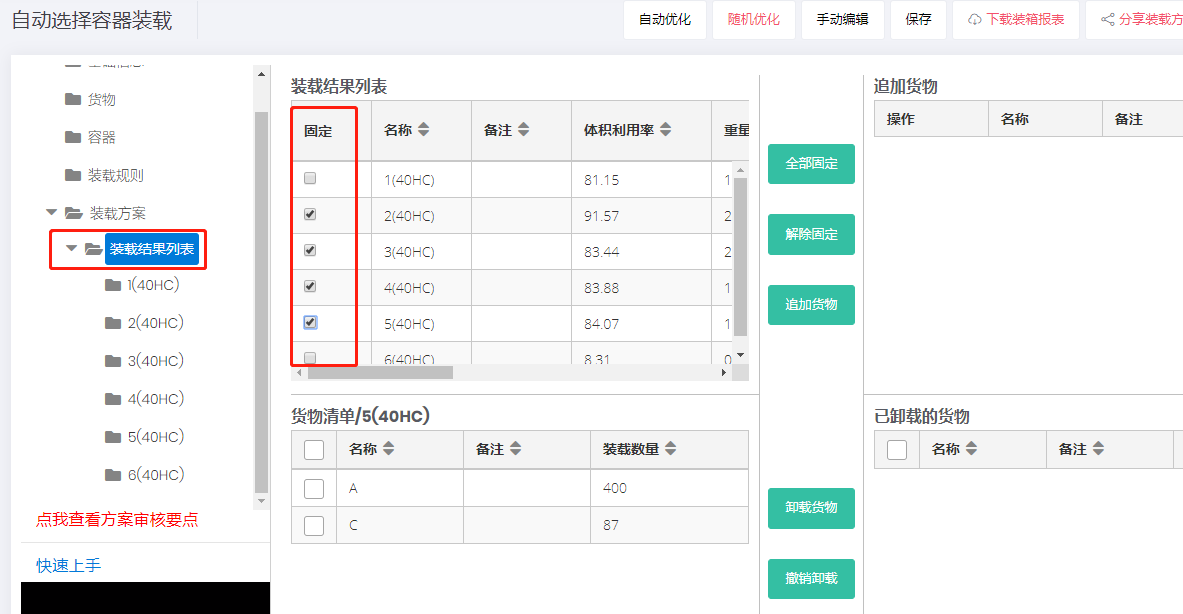 自动选择容器装载
自动优化
随机优化
手动编辑
保存
下载装箱报表
分享装载方
货物
容器
装载规则
装载方案
装载结果列表
1(40HC)
2(40HC)
3(40HC)
4(40HC)
5(40HC)
6(40HC)
点我查看方案审核要点
快速上手
装载结果列表
固定 名称 备注 体积利用率 重量
1(40HC) 81.15 1
2(40HC) 91.57 2
3(40HC) 83.44 2
4(40HC) 83.88 1
5(40HC) 84.07 1
6(40HC) 8.31 0
货物清单/5(40HC)
名称 备注 装载数量
A 400
C 87
全部固定
解除固定
追加货物
卸载货物
撤销卸载
追加货物
操作 名称 备注
已卸载的货物
名称 备注